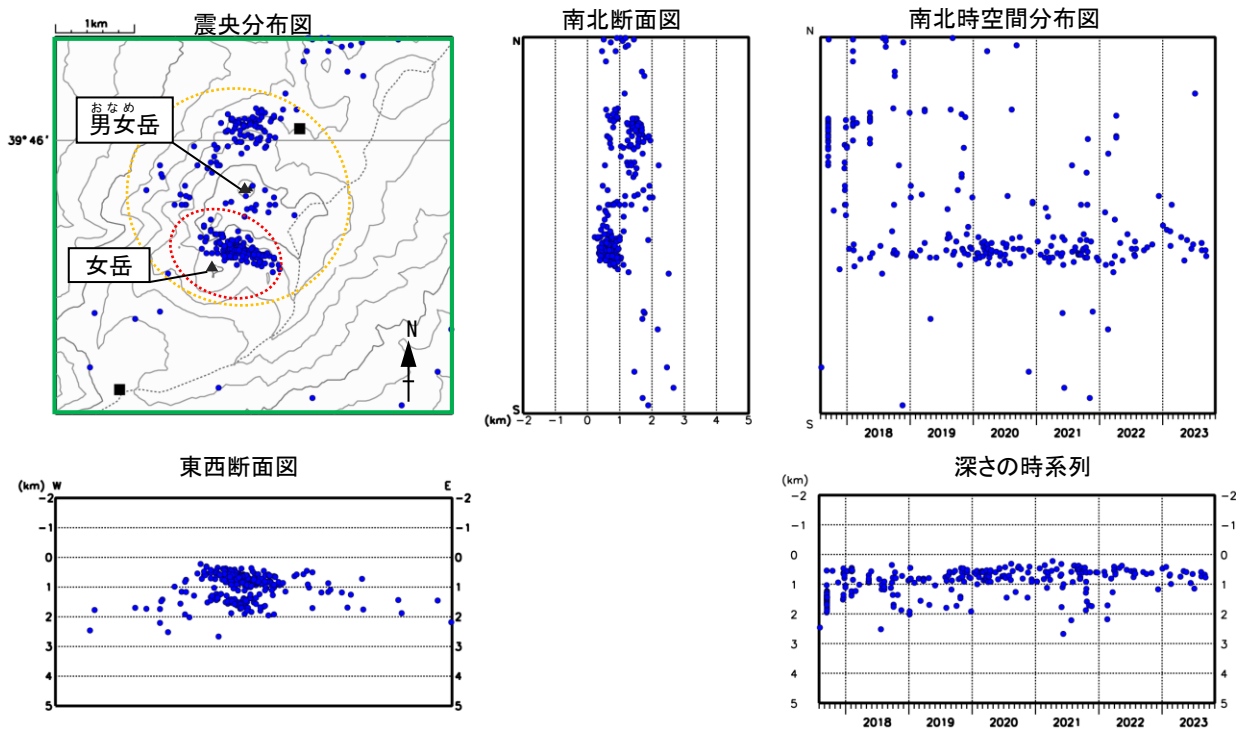 震央分布図
1km
おなめ
男女岳
39°46′
女岳
N
南北断面図
N
S
(km)
-2 -1 0 1 2 3 4 5
南北時空間分布図
N
S
2018 2019 2020 2021 2022 2023
東西断面図
(km) W E
-2 -2
-1 -1
0 0
1 1
2 2
3 3
4 4
5 5
深さの時系列
(km)
-2 -2
-1 -1
0 0
1 1
2 2
3 3
4 4
5 5
2018 2019 2020 2021 2022 2023